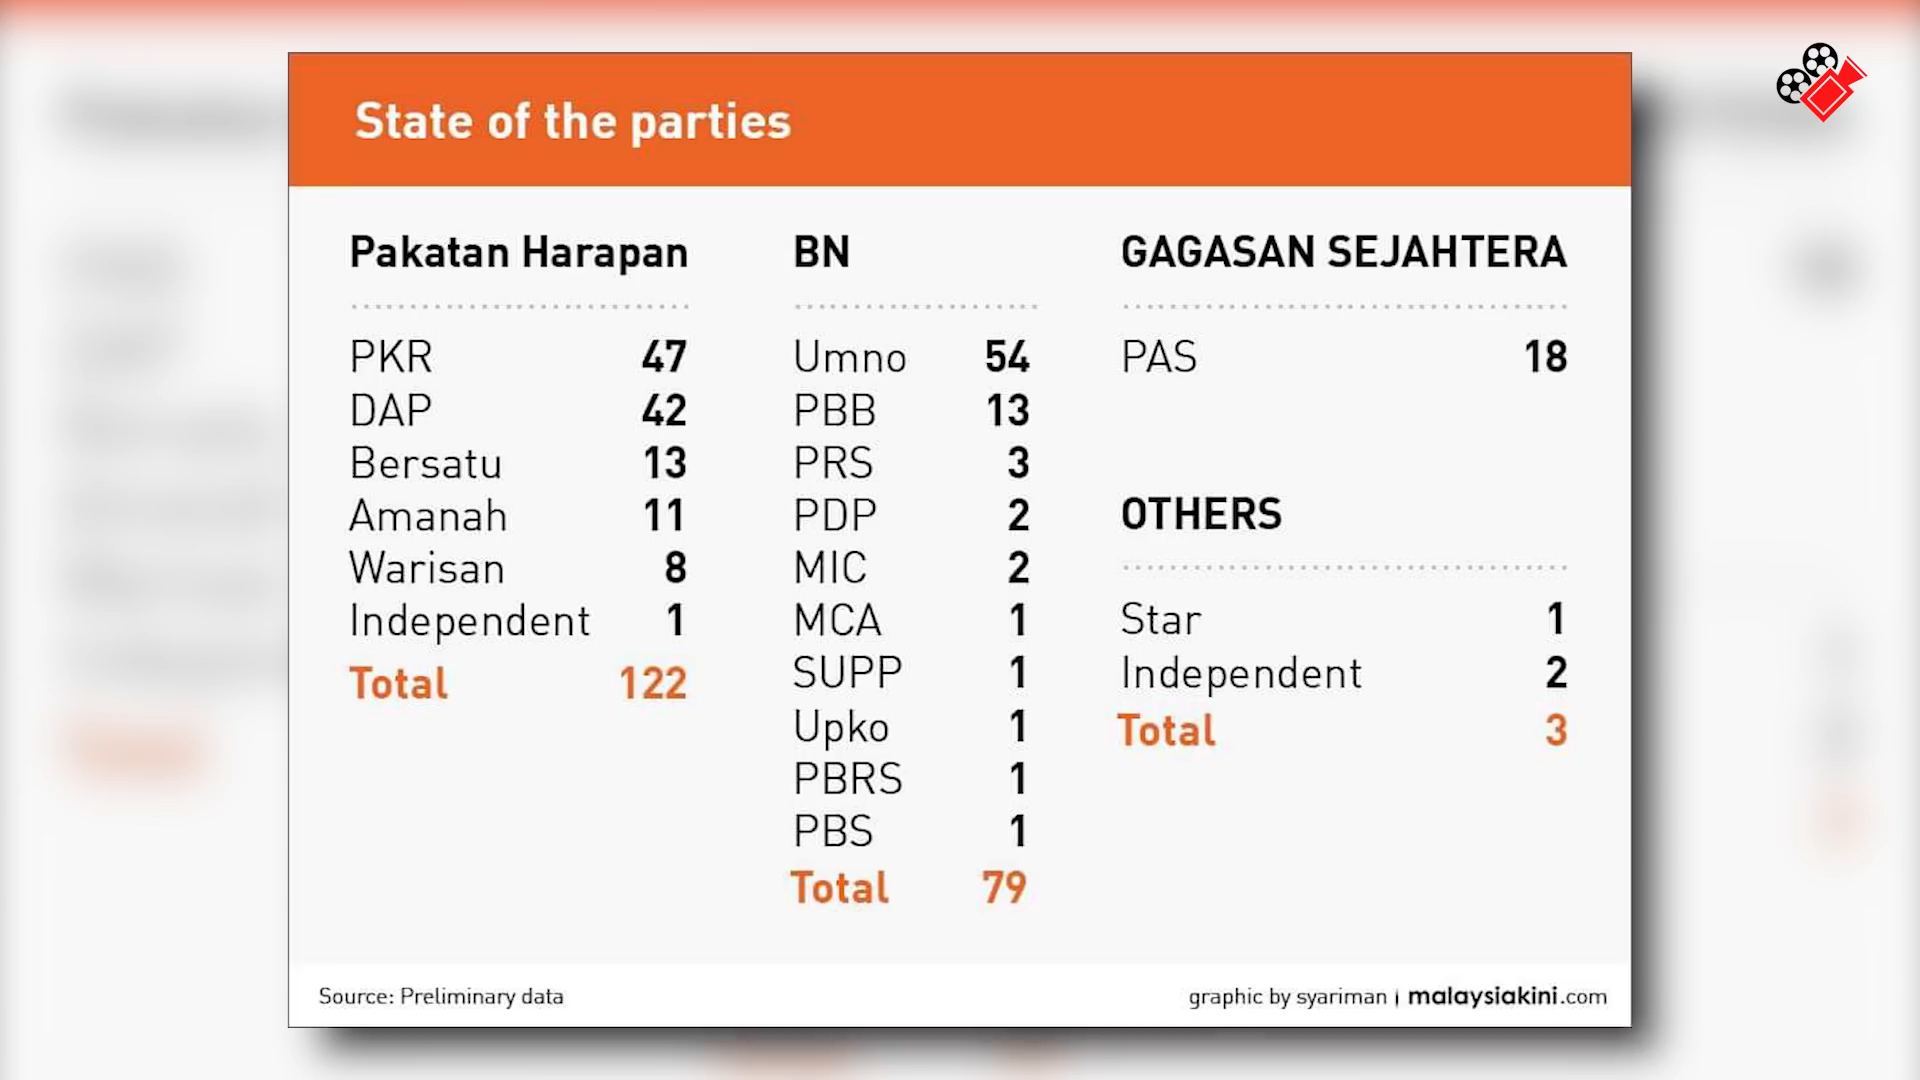 State of the parties
Pakatan Harapan
PKR 47
DAP 42
Bersatu 13
Amanah 11
Warisan 8
Independent 1
Total 122
BN
Umno 54
PBB 13
PRS 3
PDP 2
MIC 2
MCA 1
SUPP 1
Upko 1
PBRS 1
PBS 1
Total 79
GAGASAN SEJAHTERA
PAS 18
OTHERS
Star 1
Independent 2
Total 3
Source: Preliminary data
graphic by syariman | malaysiakini.com